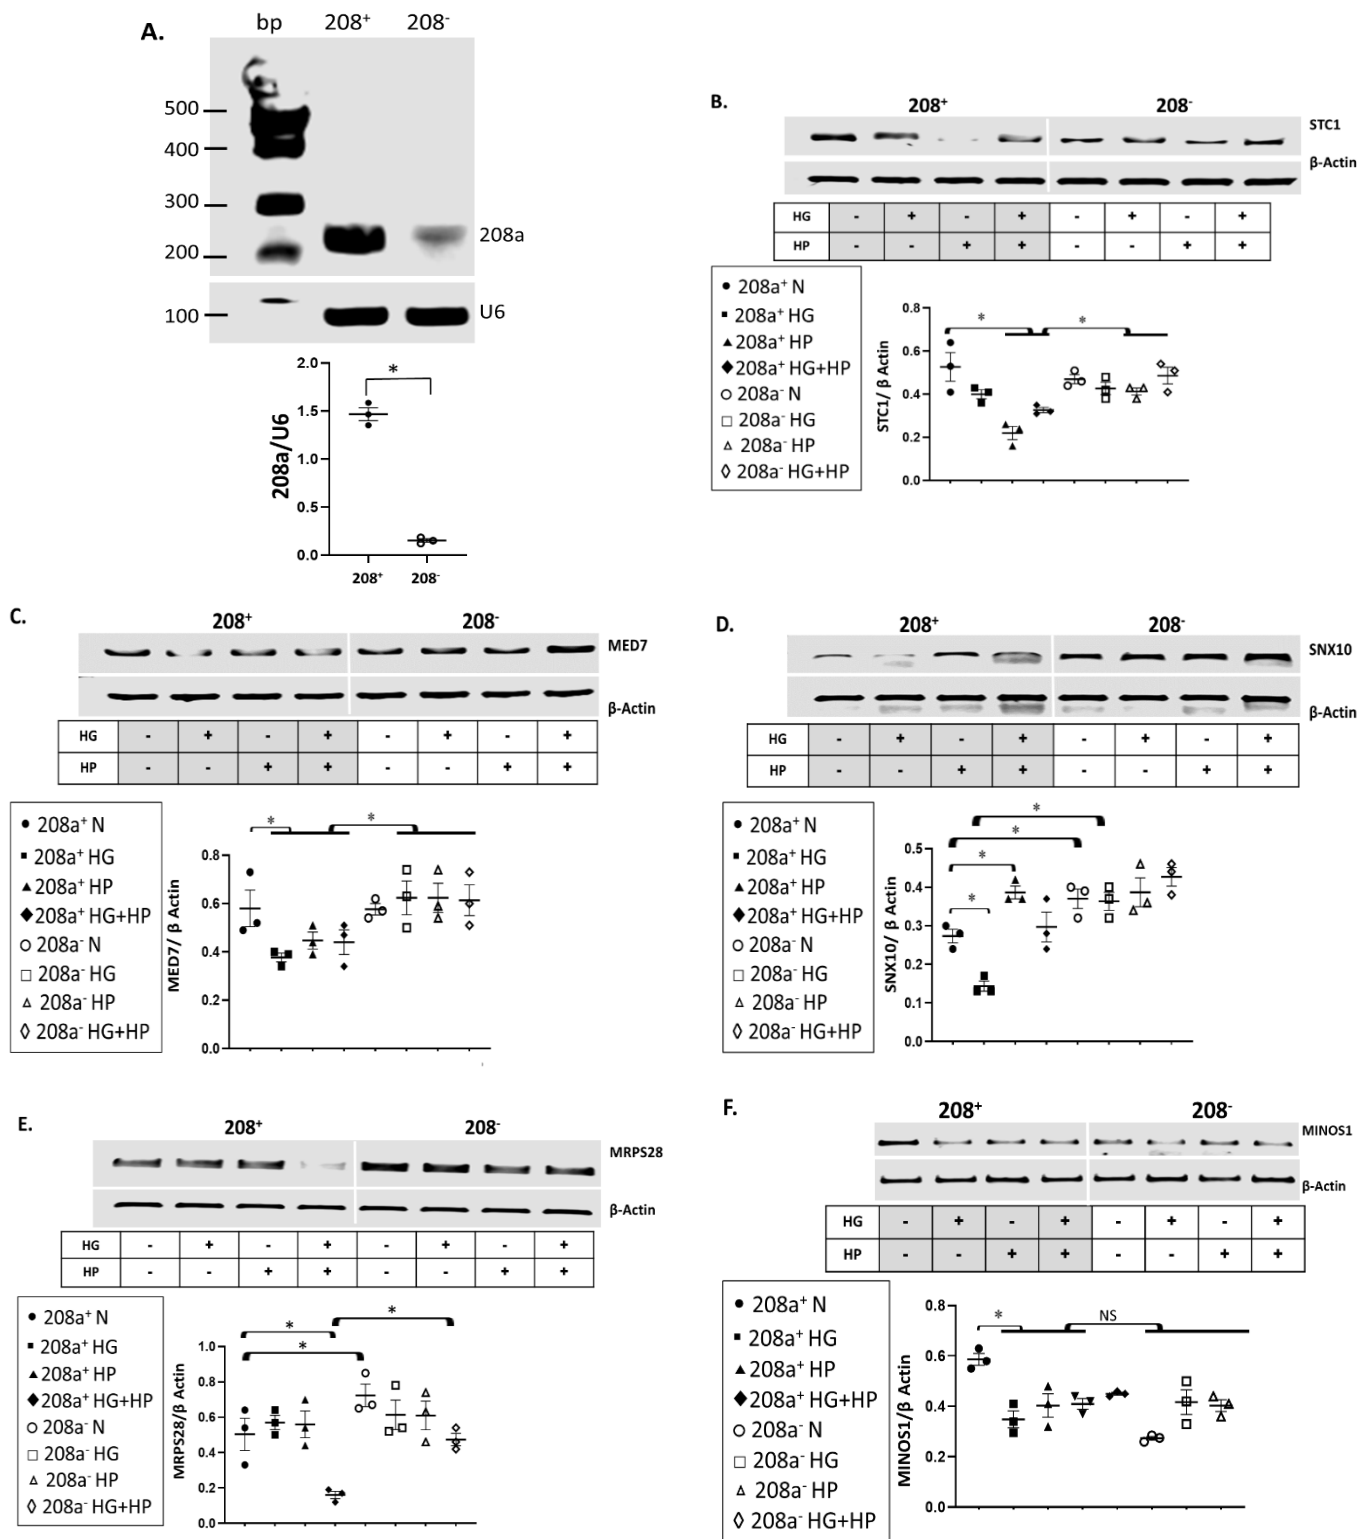 A.
bp 208⁺ 208⁻
500
400
300
200
100
208a
U6
2.0
1.5
1.0
0.5
0.0
208a/U6
*
208⁺ 208⁻
B.
208⁺ 208⁻
STC1
β-Actin
HG - + - + - + - +
HP - - + + - - + +
208a⁺ N
208a⁺ HG
208a⁺ HP
208a⁺ HG+HP
208a⁻ N
208a⁻ HG
208a⁻ HP
208a⁻ HG+HP
STC1/ β Actin
0.8
0.6
0.4
0.2
0.0
* *
C.
208⁺ 208⁻
MED7
β-Actin
HG - + - + - + - +
HP - - + + - - + +
208a⁺ N
208a⁺ HG
208a⁺ HP
208a⁺ HG+HP
208a⁻ N
208a⁻ HG
208a⁻ HP
208a⁻ HG+HP
MED7/ β Actin
0.8
0.6
0.4
0.2
0.0
* *
D.
208⁺ 208⁻
SNX10
β-Actin
HG - + - + - + - +
HP - - + + - - + +
208a⁺ N
208a⁺ HG
208a⁺ HP
208a⁺ HG+HP
208a⁻ N
208a⁻ HG
208a⁻ HP
208a⁻ HG+HP
SNX10/ β Actin
0.5
0.4
0.3
0.2
0.1
0.0
*
*
*
*
E.
208⁺ 208⁻
MRPS28
β-Actin
HG - + - + - + - +
HP - - + + - - + +
208a⁺ N
208a⁺ HG
208a⁺ HP
208a⁺ HG+HP
208a⁻ N
208a⁻ HG
208a⁻ HP
208a⁻ HG+HP
MRPS28/β Actin
1.0
0.8
0.6
0.4
0.2
0.0
*
*
*
F.
208⁺ 208⁻
MINOS1
β-Actin
HG - + - + - + - +
HP - - + + - - + +
208a⁺ N
208a⁺ HG
208a⁺ HP
208a⁺ HG+HP
208a⁻ N
208a⁻ HG
208a⁻ HP
208a⁻ HG+HP
MINOS1/β Actin
0.8
0.6
0.4
0.2
0.0
* NS